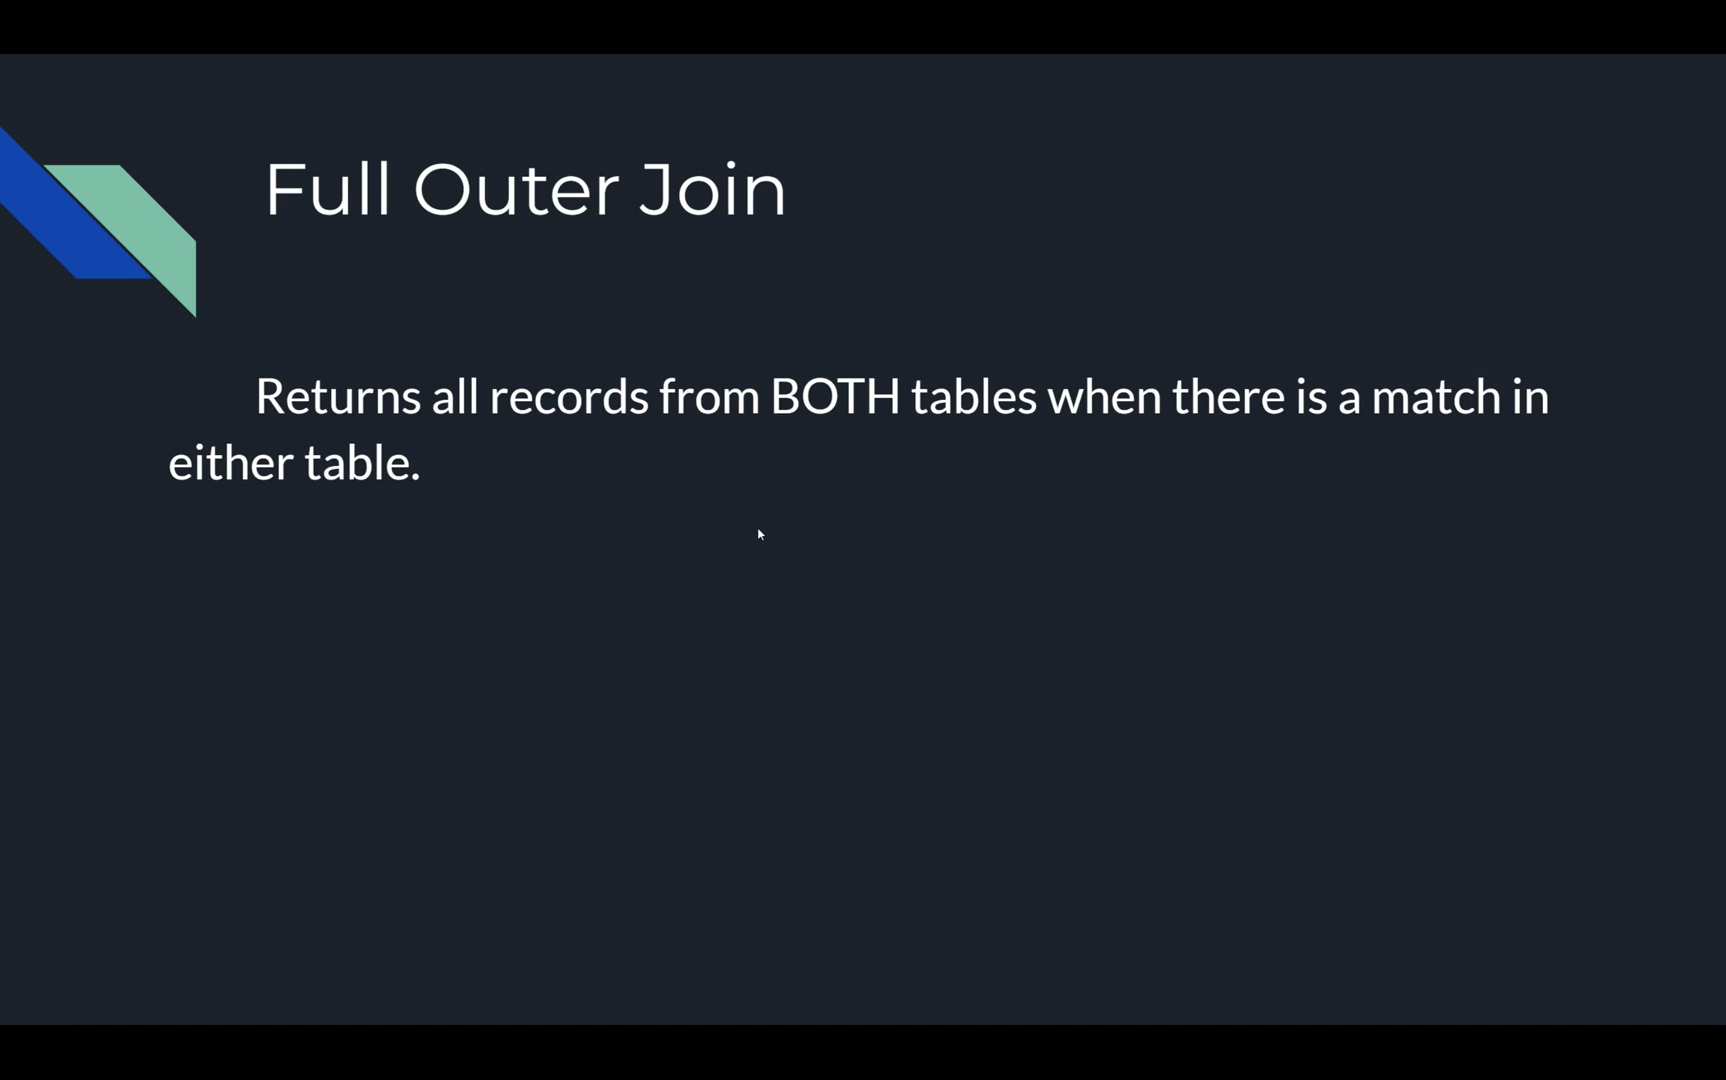 Full Outer Join
Returns all records from BOTH tables when there is a match in
either table.